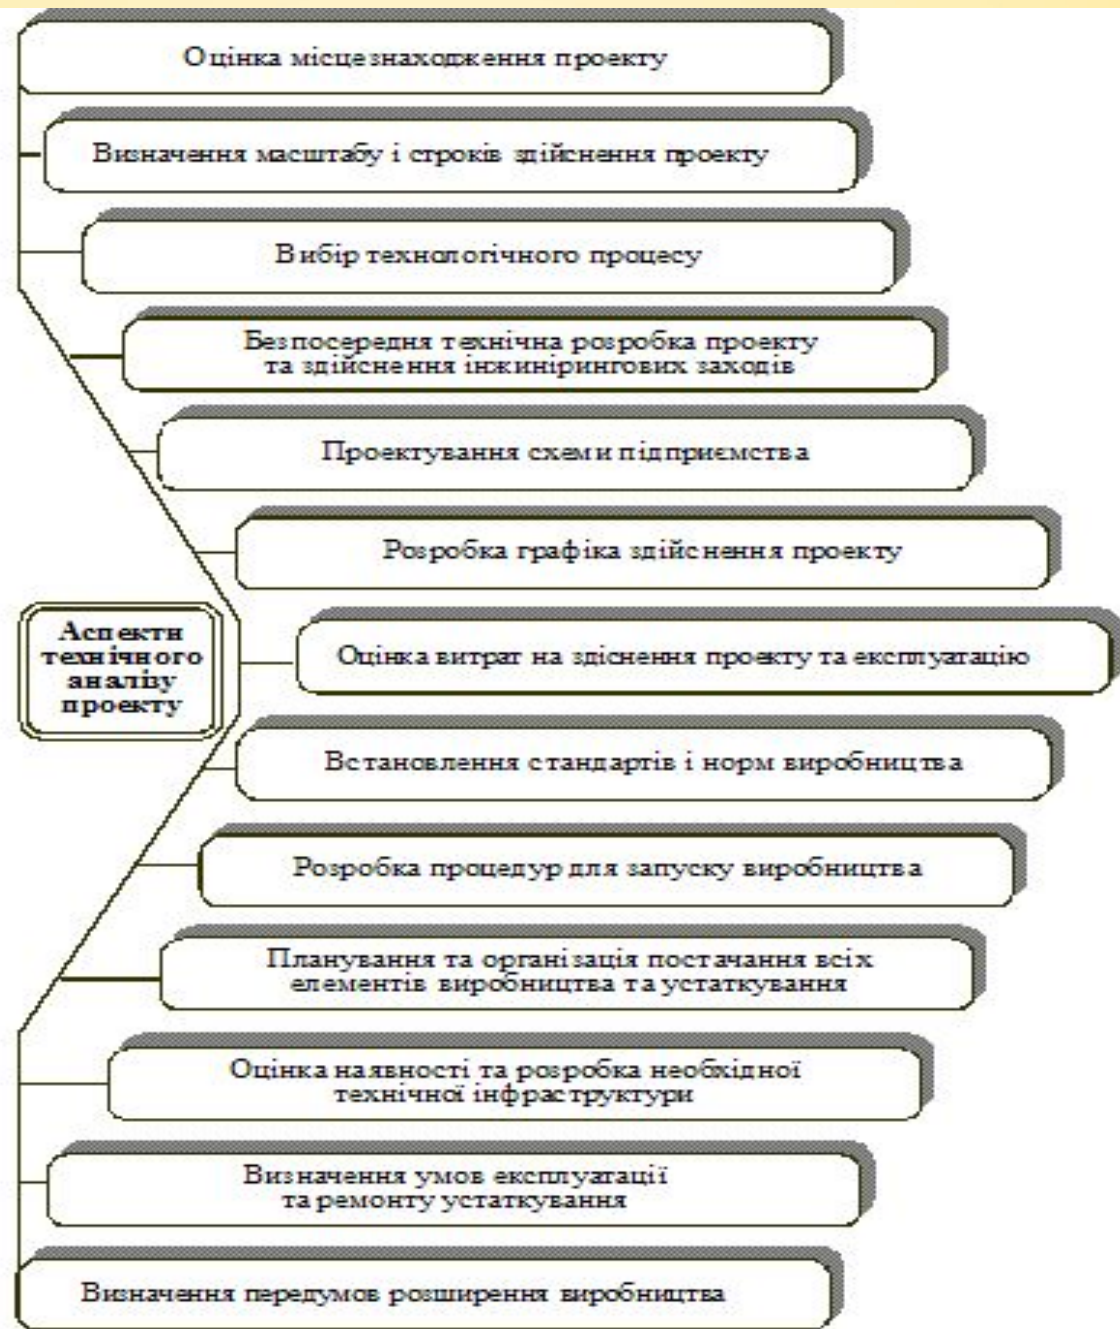 Оцінка місцезнаходження проекту
Визначення масштабу і строків здійснення проекту
Вибір технологічного процесу
Безпосередня технічна розробка проекту
та здійснення інжинірингових заходів
Проектування схеми підприємства
Розробка графіка здійснення проекту
Аспекти
технічного
аналізу
проекту
Оцінка витрат на здіснення проекту та експлуатацію
Встановлення стандартів і норм виробництва
Розробка процедур для запуску виробництва
Планування та організація постачання всіх
елементів виробництва та устаткування
Оцінка наявності та розробка необхідної
технічної інфраструктури
Визначення умов експлуатації
та ремонту устаткування
Визначення передумов розширення виробництва